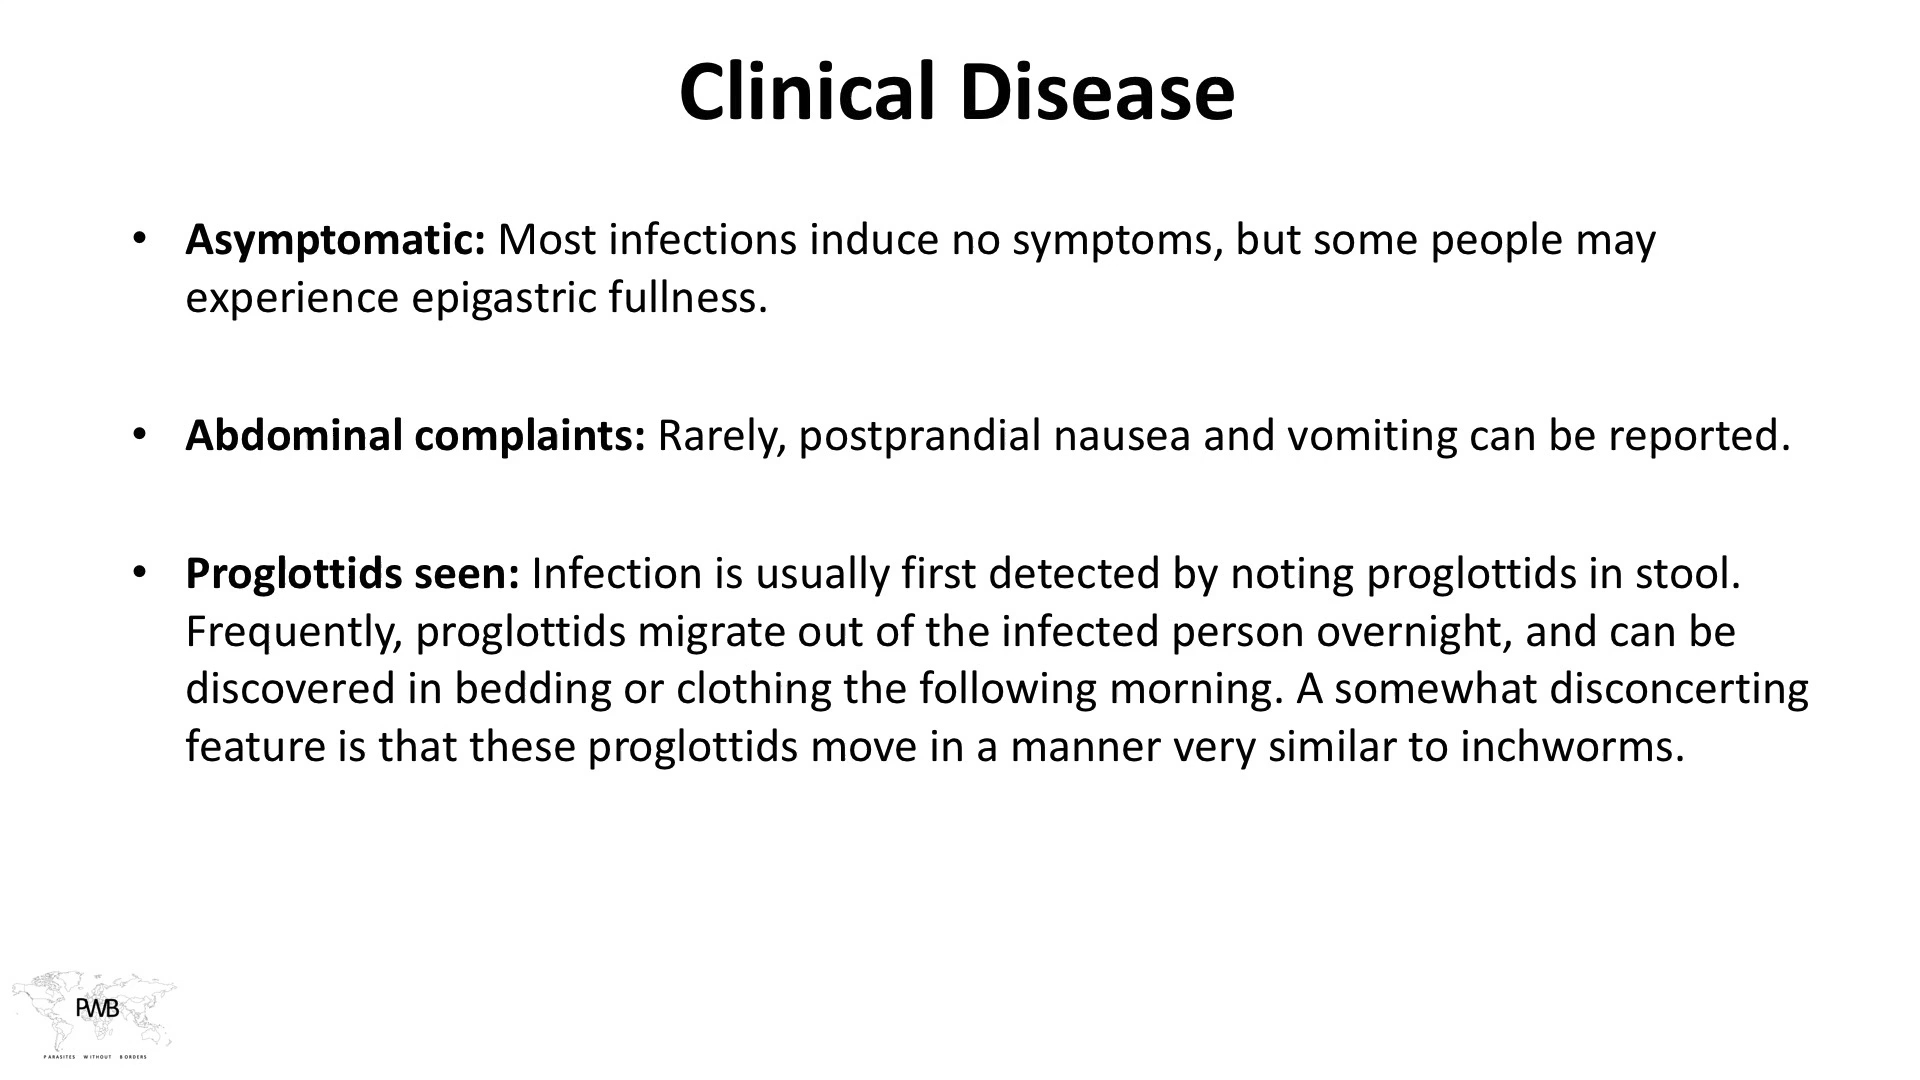 Clinical Disease
• Asymptomatic: Most infections induce no symptoms, but some people may
experience epigastric fullness.
• Abdominal complaints: Rarely, postprandial nausea and vomiting can be reported.
• Proglottids seen: Infection is usually first detected by noting proglottids in stool.
Frequently, proglottids migrate out of the infected person overnight, and can be
discovered in bedding or clothing the following morning. A somewhat disconcerting
feature is that these proglottids move in a manner very similar to inchworms.
PWB
PARASITES WITHOUT BORDERS